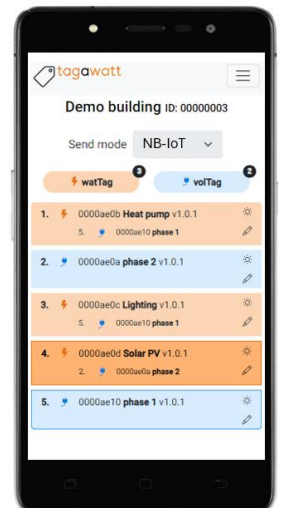 tagawatt
Demo building ID: 00000003
Send mode NB-IoT
3 2
watTag volTag
1. 0000ae0b Heat pump v1.0.1
5. 0000ae10 phase 1
2. 0000ae0a phase 2 v1.0.1
3. 0000ae0c Lighting v1.0.1
5. 0000ae10 phase 1
4. 0000ae0d Solar PV v1.0.1
2. 0000ae0a phase 2
5. 0000ae10 phase 1 v1.0.1